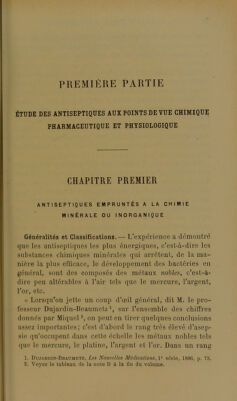 PREMIÈRE PARTIE
ÉTUDE DES ANTISEPTIQUES AUX POINTS DE VUE CHIMIQUE
PHARMACEUTIQUE ET PHYSIOLOGIQUE
CHAPITRE PREMIER
ANTISEPTIQUES EMPRUNTÉS A LA CHIMIE
MINÉRALE OU INORGANIQUE
Généralités et Classifications. — L'expérience a démontré
que les antiseptiques les plus énergiques, c'est-à-dire les
substances chimiques minérales qui arrêtent, de la ma-
nière la plus efficace, le développement des bactéries en
général, sont des composés des métaux nobles, c'est-à-
dire peu altérables à l'air tels que le mercure, l'argent,
l'or, etc.
« Lorsqu'on jette un coup d'œil général, dit M. le pro-
fesseur Dujardin-Beaumetz ¹, sur l'ensemble des chiffres
donnés par Miquel ², on peut en tirer quelques conclusions
assez importantes ; c'est d'abord le rang très élevé d'asep-
sie qu'occupent dans cette échelle les métaux nobles tels
que le mercure, le platine, l'argent et l'or. Dans un rang
1. Dujardin-Beaumetz, Les Nouvelles Médications, 1ʳᵉ série, 1886, p. 73.
2. Voyez le tableau de la note B à la fin du volume.